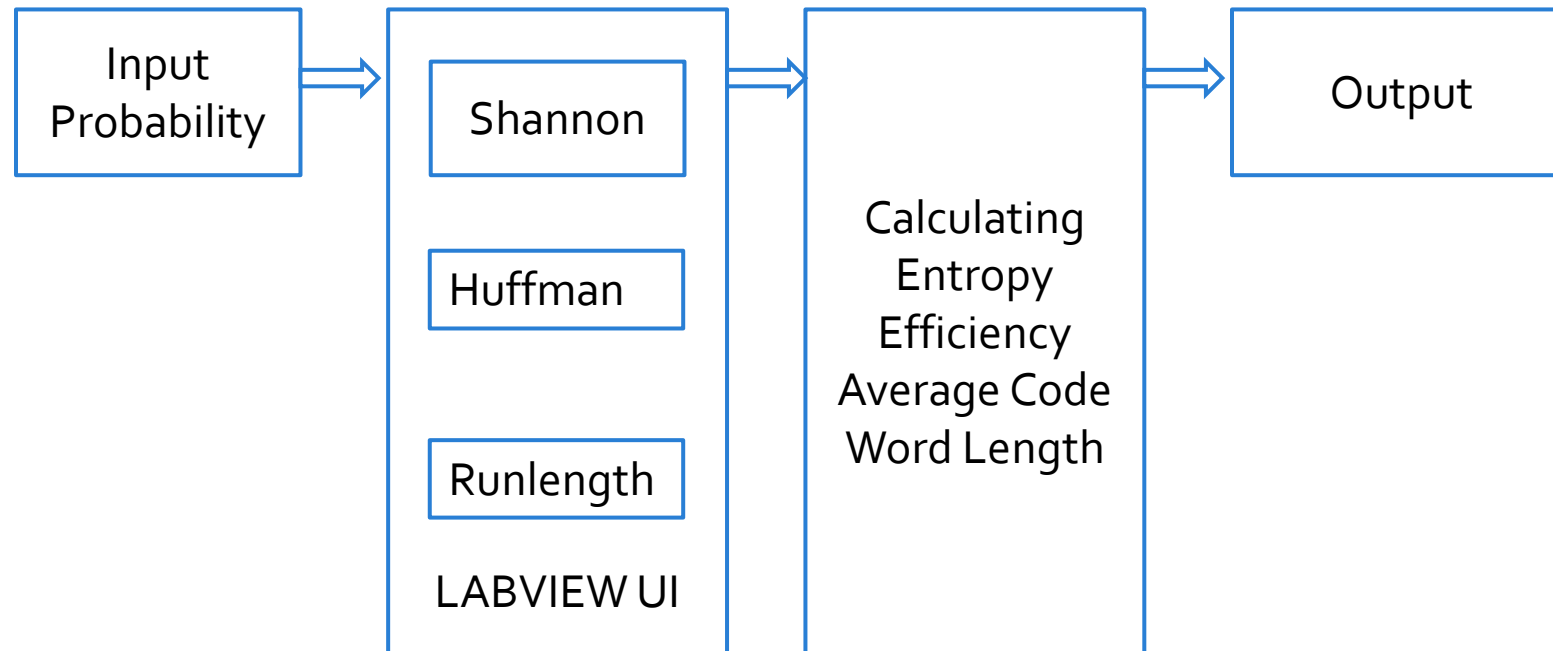 Input
Probability
Shannon
Huffman
Runlength
LABVIEW UI
Calculating
Entropy
Efficiency
Average Code
Word Length
Output